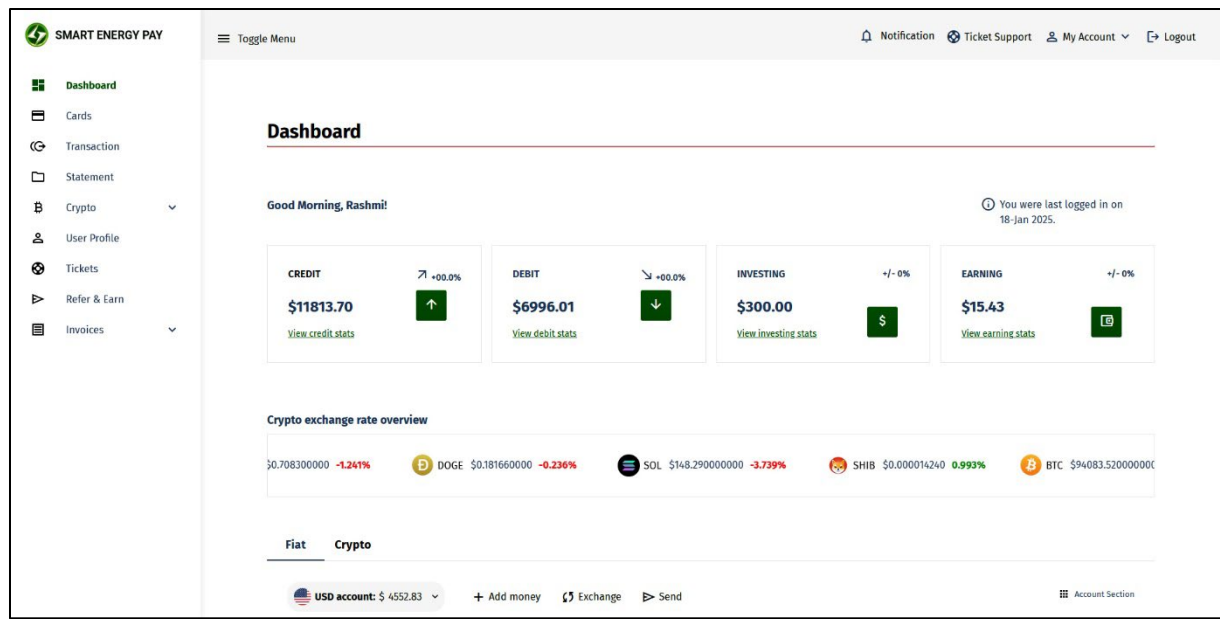 SMART ENERGY PAY
Toggle Menu
Notification
Ticket Support
My Account
Logout
Dashboard
Cards
Transaction
Statement
Crypto
User Profile
Tickets
Refer & Earn
Invoices
Dashboard
Good Morning, Rashmi!
You were last logged in on
18-Jan 2025.
CREDIT
+00.0%
$11813.70
View credit stats
DEBIT
+00.0%
$6996.01
View debit stats
INVESTING
+/- 0%
$300.00
$
View investing stats
EARNING
+/- 0%
$15.43
View earning stats
Crypto exchange rate overview
$0.708300000 -1.241%
DOGE $0.181660000 -0.236%
SOL $148.290000000 -3.739%
SHIB $0.000014240 0.993%
BTC $94083.52000000
Fiat
Crypto
USD account: $ 4552.83
+ Add money
Exchange
Send
Account Section